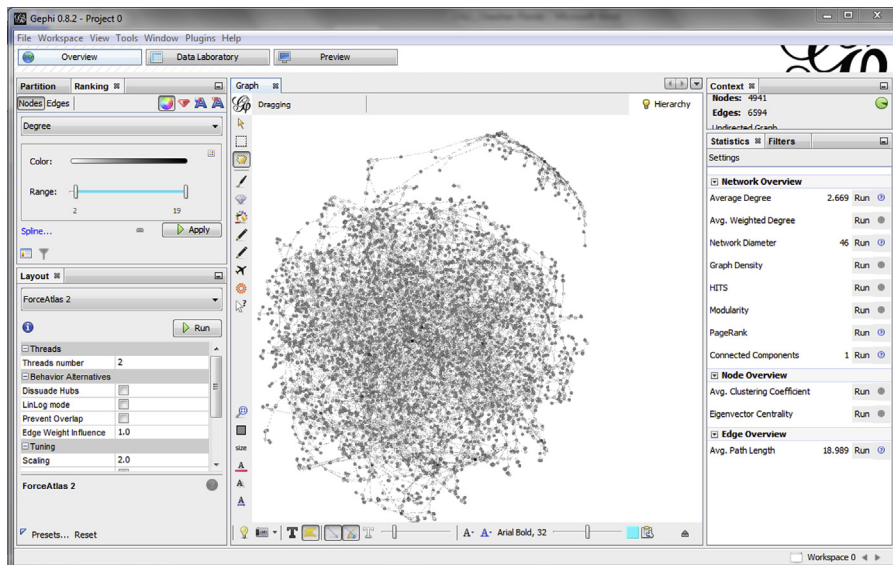 Gephi 0.8.2 - Project 0
File Workspace View Tools Window Plugins Help
Overview Data Laboratory Preview
Partition Ranking
Nodes Edges
Degree
Color:
Range:
2 19
Spline...
Apply
Layout
ForceAtlas 2
Run
Threads
Threads number 2
Behavior Alternatives
Dissuade Hubs
LinLog mode
Prevent Overlap
Edge Weight Influence 1.0
Tuning
Scaling 2.0
ForceAtlas 2
Presets... Reset
Graph
Dragging
Hierarchy
size
A
A
A
T T A- A- Arial Bold, 32
Context
Nodes: 4941
Edges: 6594
Undirected Graph
Statistics Filters
Settings
Network Overview
Average Degree 2.669 Run
Avg. Weighted Degree Run
Network Diameter 46 Run
Graph Density Run
HITS Run
Modularity Run
PageRank Run
Connected Components 1 Run
Node Overview
Avg. Clustering Coefficient Run
Eigenvector Centrality Run
Edge Overview
Avg. Path Length 18.989 Run
Workspace 0